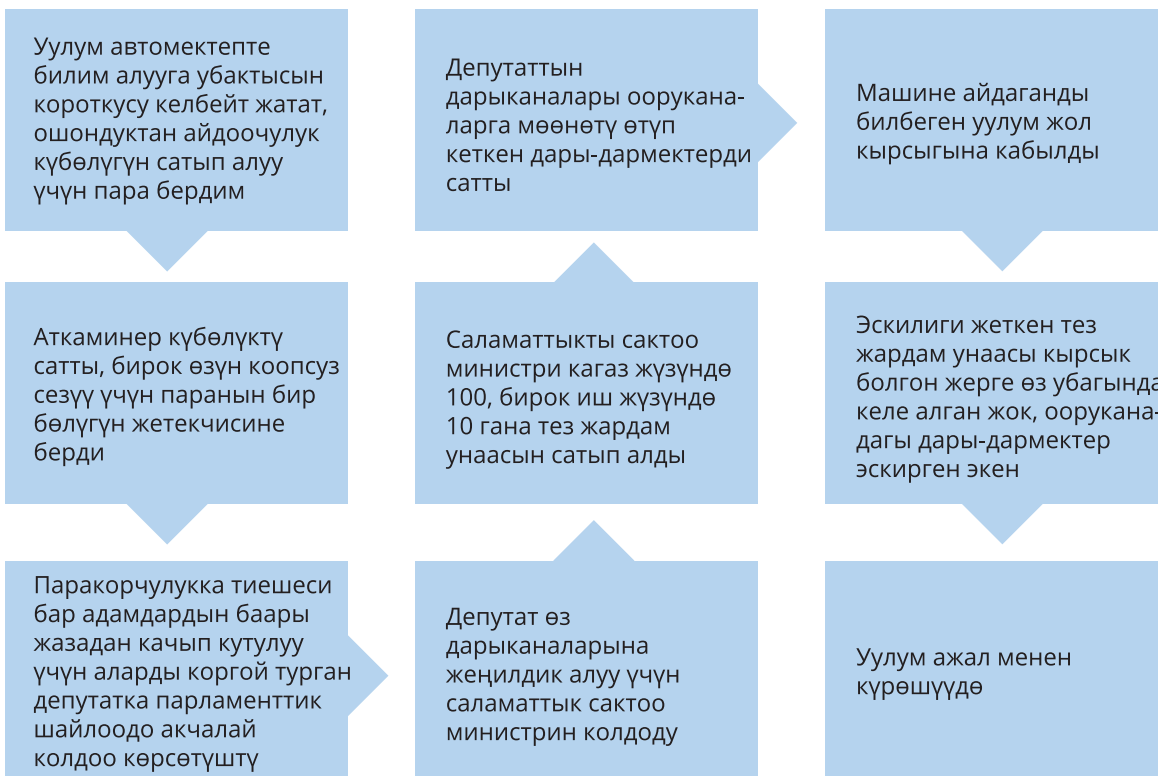 Уулум автомектепте
билим алууга убактысын
короткусу келбейт жатат,
ошондуктан айдоочулук
күбөлүгүн сатып алуу
үчүн пара бердим
Аткаминер күбөлүктү
сатты, бирок өзүн коопсуз
сезүү үчүн паранын бир
бөлүгүн жетекчисине
берди
Паракорчулукка тиешеси
бар адамдардын баары
жазадан качып кутулуу
үчүн аларды коргой турган
депутатка парламенттик
шайлоодо акчалай
колдоо көрсөтүштү
Депутат өз
дарыканаларына
жеңилдик алуу үчүн
саламаттык сактоо
министрин колдоду
Саламаттыкты сактоо
министри кагаз жүзүндө
100, бирок иш жүзүндө
10 гана тез жардам
унаасын сатып алды
Депутаттын
дарыканалары оорукана-
ларга мөөнөтү өтүп
кеткен дары-дармектерди
сатты
Машине айдаганды
билбеген уулум жол
кырсыгына кабылды
Эскилиги жеткен тез
жардам унаасы кырсык
болгон жерге өз убагында
келе алган жок, оорукана-
дагы дары-дармектер
эскирген экен
Уулум ажал менен
күрөшүүдө